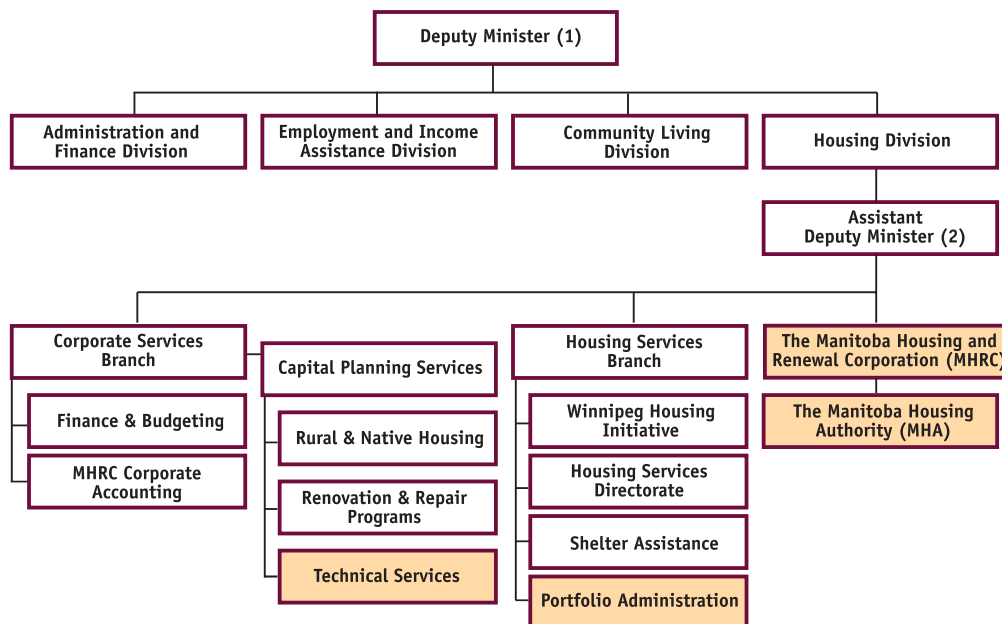 Deputy Minister (1)
Administration and
Finance Division
Employment and Income
Assistance Division
Community Living
Division
Housing Division
Assistant
Deputy Minister (2)
Corporate Services
Branch
Finance & Budgeting
MHRC Corporate
Accounting
Capital Planning Services
Rural & Native Housing
Renovation & Repair
Programs
Technical Services
Housing Services
Branch
Winnipeg Housing
Initiative
Housing Services
Directorate
Shelter Assistance
Portfolio Administration
The Manitoba Housing and
Renewal Corporation (MHRC)
The Manitoba Housing
Authority (MHA)